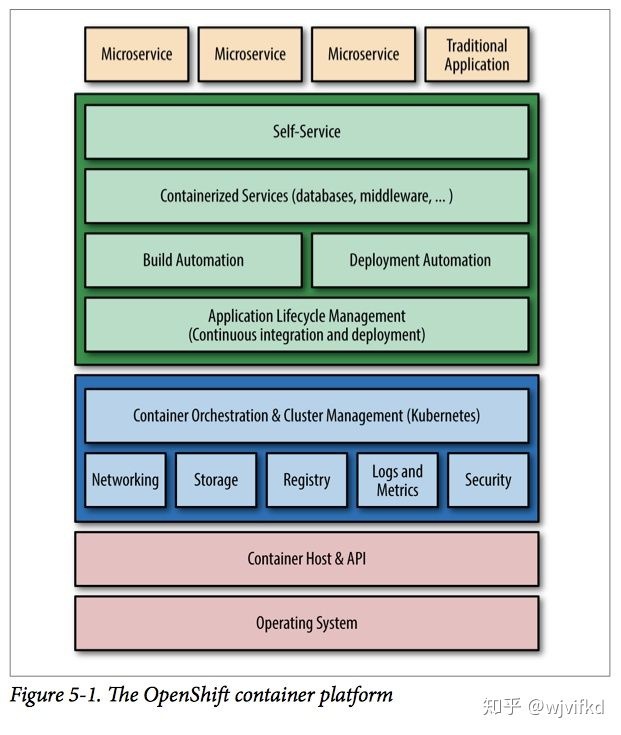 Microservice
Microservice
Microservice
Traditional
Application
Self-Service
Containerized Services (databases, middleware, ... )
Build Automation
Deployment Automation
Application Lifecycle Management
(Continuous integration and deployment)
Container Orchestration & Cluster Management (Kubernetes)
Networking
Storage
Registry
Logs and
Metrics
Security
Container Host & API
Operating System
Figure 5-1. The OpenShift container platform
知乎 @wjvifkd